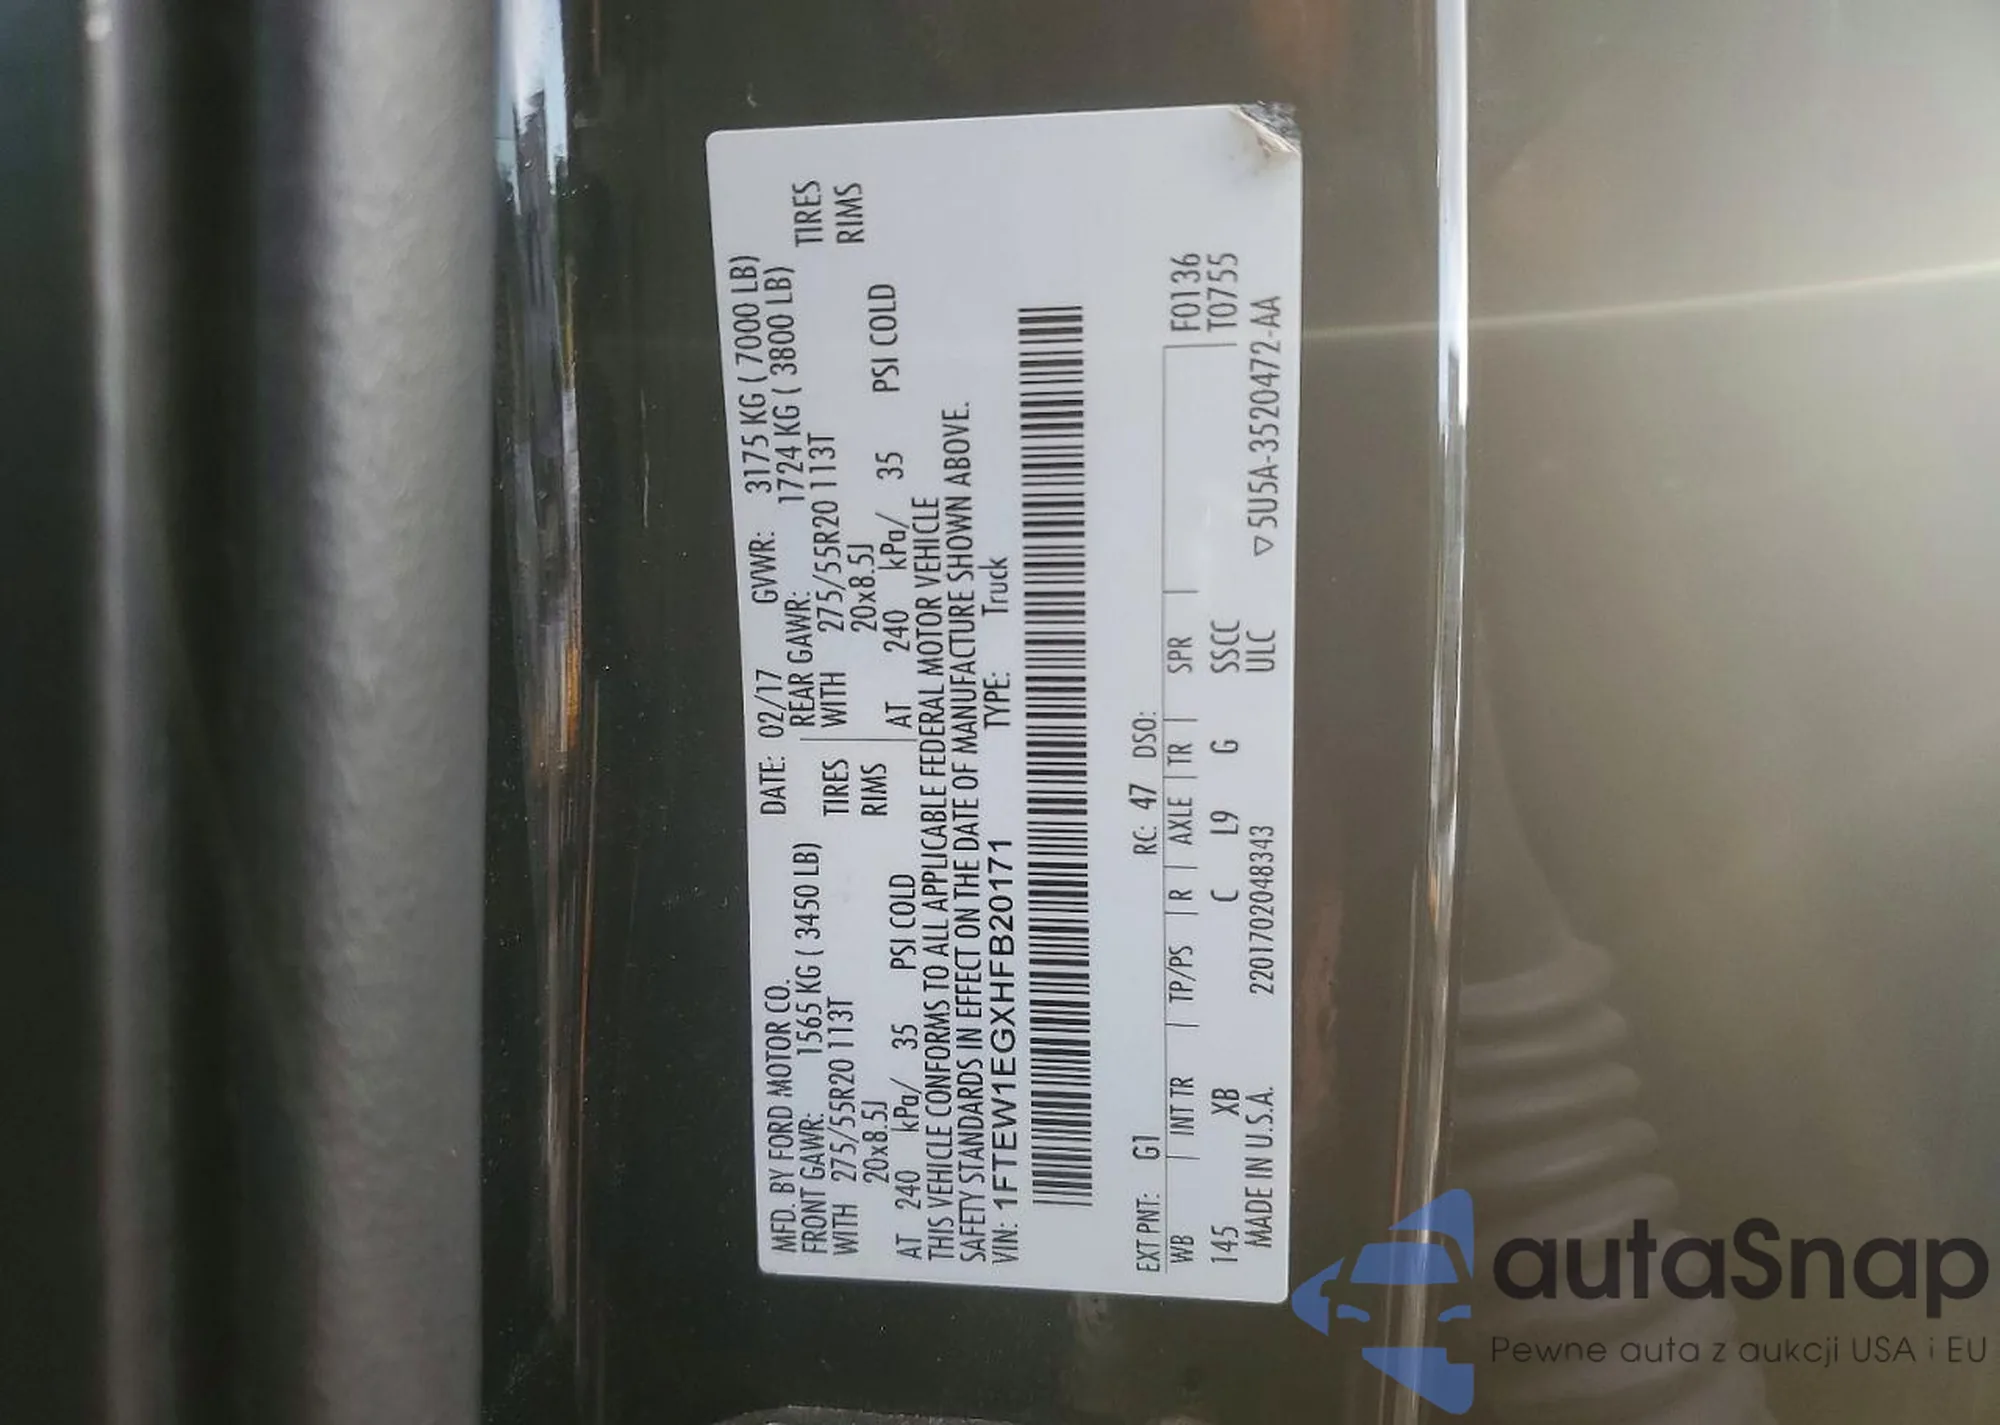 MFD. BY FORD MOTOR CO.
DATE: 02/17 GVWR: 3175 KG ( 7000 LB)
FRONT GAWR: 1565 KG ( 3450 LB) REAR GAWR: 1724 KG ( 3800 LB)
WITH 275/55R20 113T TIRES WITH 275/55R20 113T TIRES
20x8.5J RIMS 20x8.5J RIMS
AT 240 kPa/ 35 PSI COLD AT 240 kPa/ 35 PSI COLD
THIS VEHICLE CONFORMS TO ALL APPLICABLE FEDERAL MOTOR VEHICLE
SAFETY STANDARDS IN EFFECT ON THE DATE OF MANUFACTURE SHOWN ABOVE.
VIN: 1FTEW1EGXHFB20171 TYPE: Truck
EXT PNT: G1 RC: 47 DSO:
WB INT TR TP/PS R AXLE TR SPR F0136
145 XB C L9 G SSCC T0755
MADE IN U.S.A. 220170204​8343 ULC ▽5U5A-3520472-AA
autaSnap
Pewne auta z aukcji USA i EU